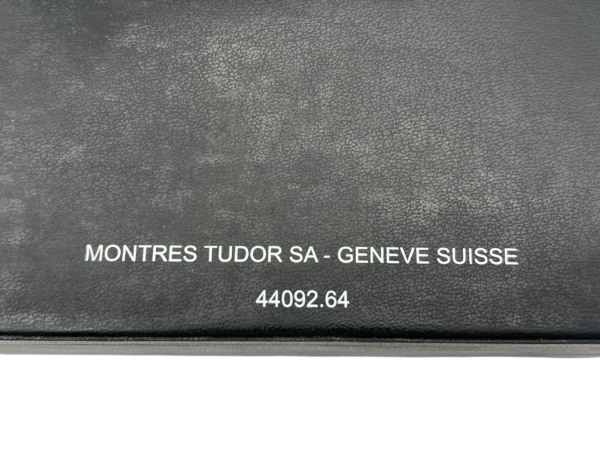 MONTRES TUDOR SA - GENEVE SUISSE
44092.64